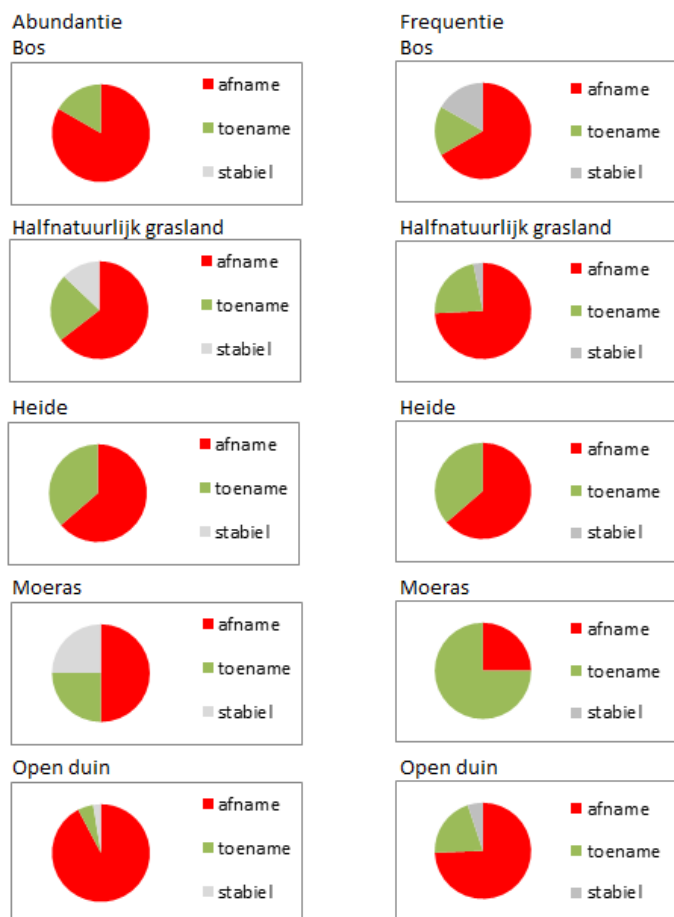 Abundantie
Bos
afname
toename
stabiel
Halfnatuurlijk grasland
afname
toename
stabiel
Heide
afname
toename
stabiel
Moeras
afname
toename
stabiel
Open duin
afname
toename
stabiel
Frequentie
Bos
afname
toename
stabiel
Halfnatuurlijk grasland
afname
toename
stabiel
Heide
afname
toename
stabiel
Moeras
afname
toename
stabiel
Open duin
afname
toename
stabiel